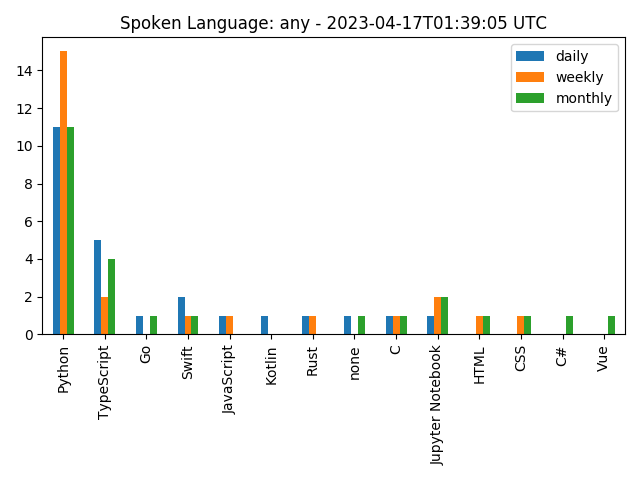 Spoken Language: any - 2023-04-17T01:39:05 UTC
daily
weekly
monthly
14
12
10
8
6
4
2
0
Python
TypeScript
Go
Swift
JavaScript
Kotlin
Rust
none
C
Jupyter Notebook
HTML
CSS
C#
Vue